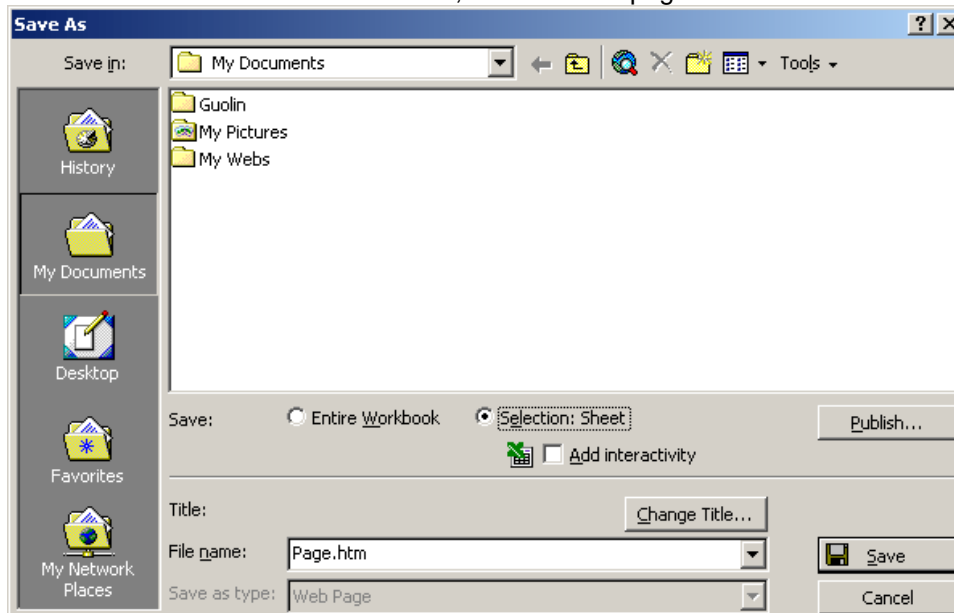 Save As
Save in: My Documents Tools
Guolin
My Pictures
My Webs
History
My Documents
Desktop
Favorites
My Network
Places
Save: Entire Workbook Selection: Sheet Publish...
Add interactivity
Title: Change Title...
File name: Page.htm Save
Save as type: Web Page Cancel